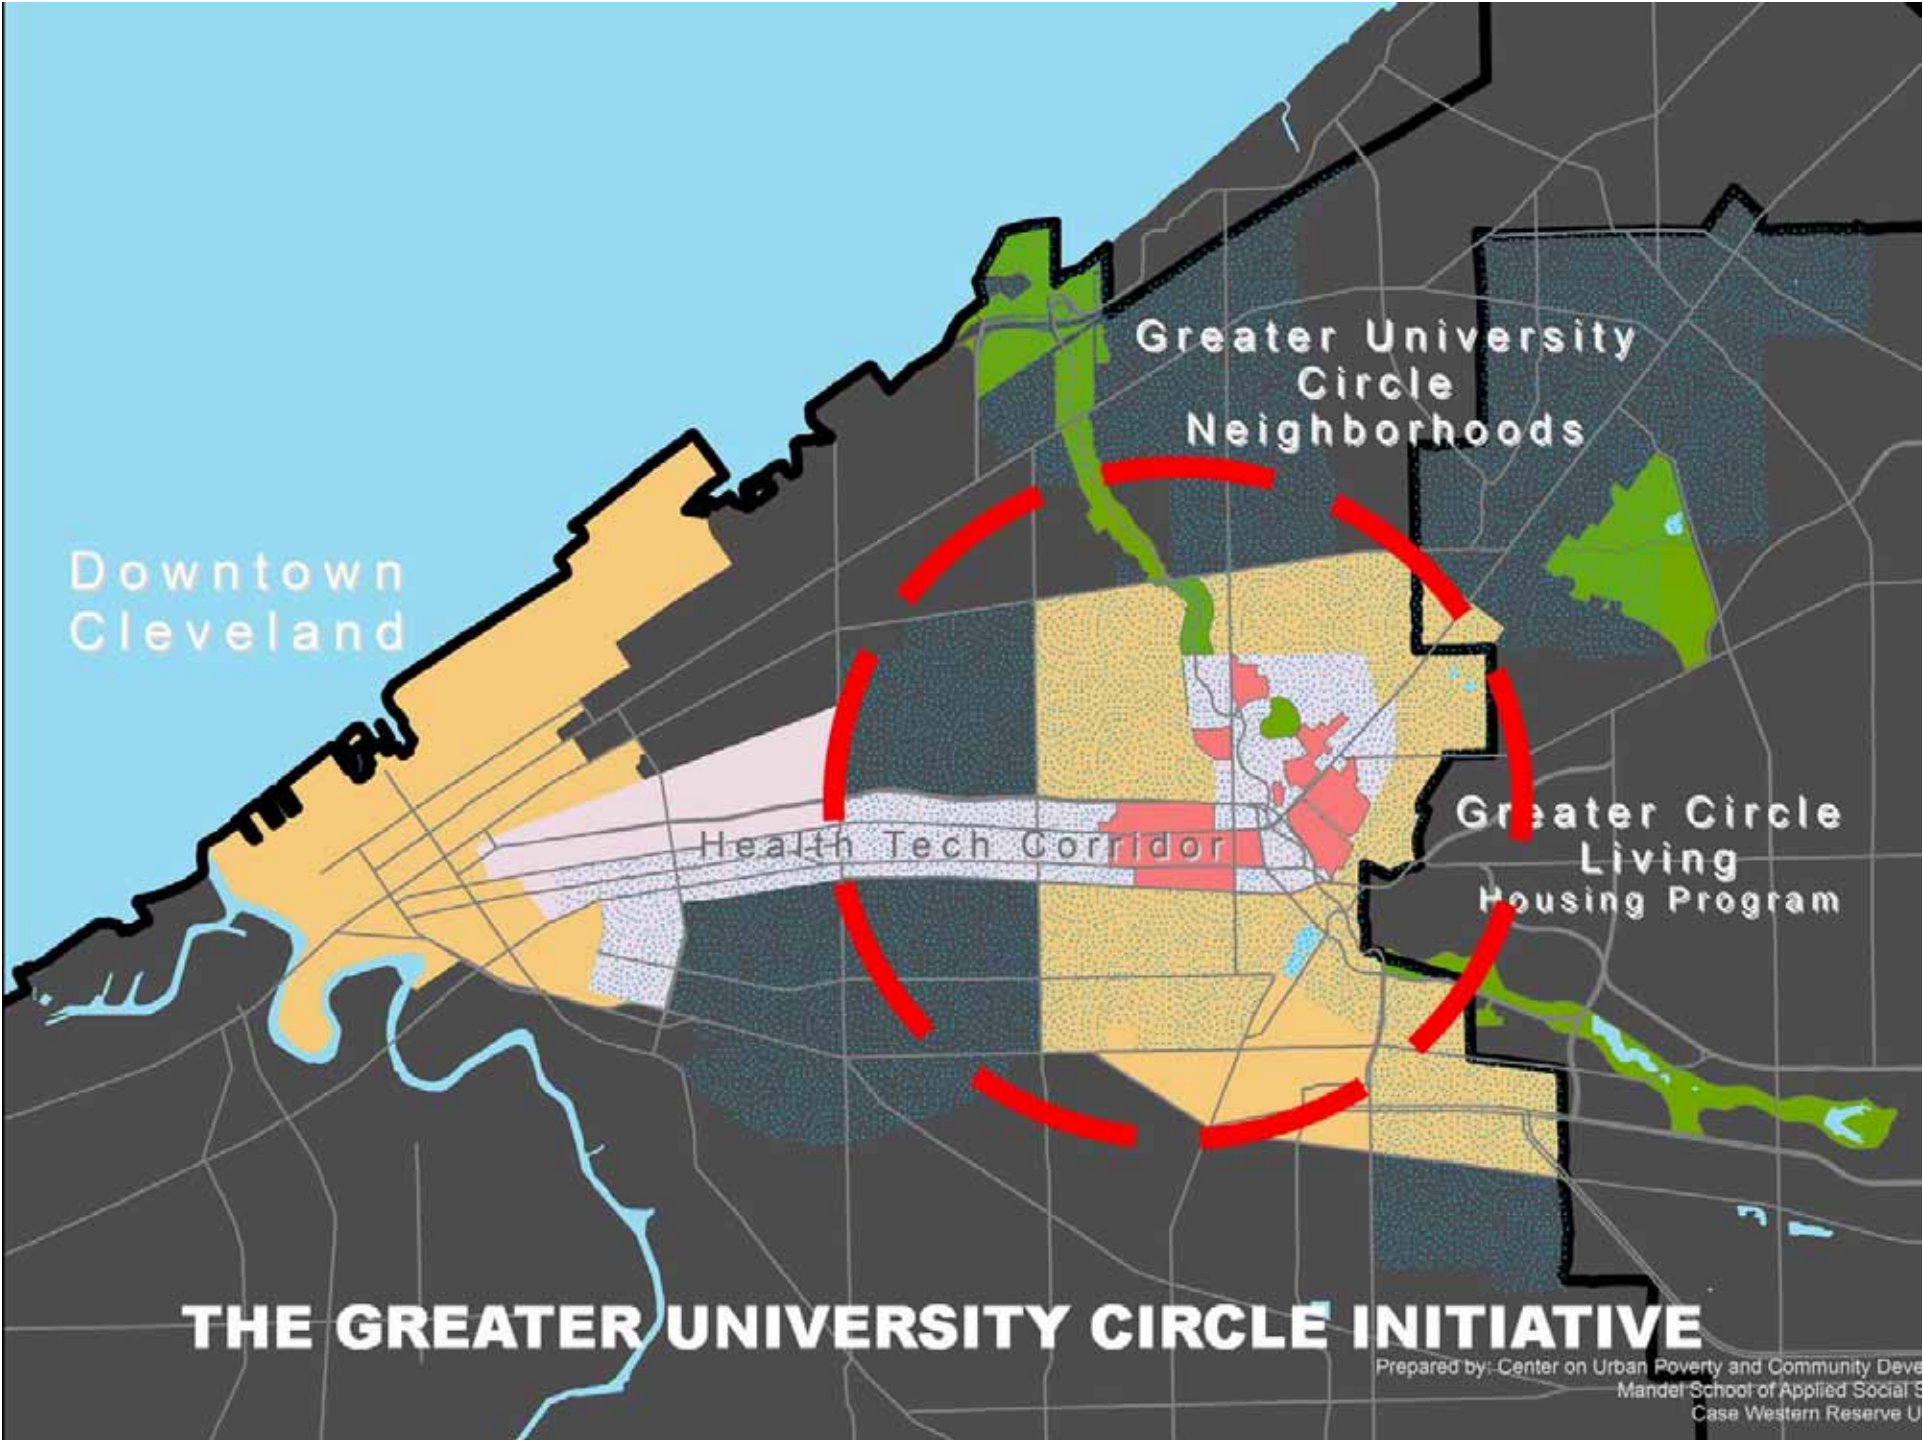 Greater University
Circle
Neighborhoods
Downtown
Cleveland
Health Tech Corridor
Greater Circle
Living
Housing Program
THE GREATER UNIVERSITY CIRCLE INITIATIVE
Prepared by: Center on Urban Poverty and Community Deve
Mandel School of Applied Social S
Case Western Reserve U